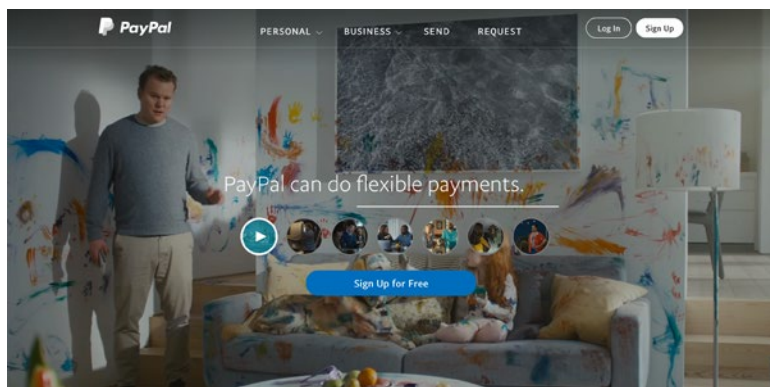 PayPal
PERSONAL BUSINESS SEND REQUEST
Log In Sign Up
PayPal can do flexible payments.
Sign Up for Free